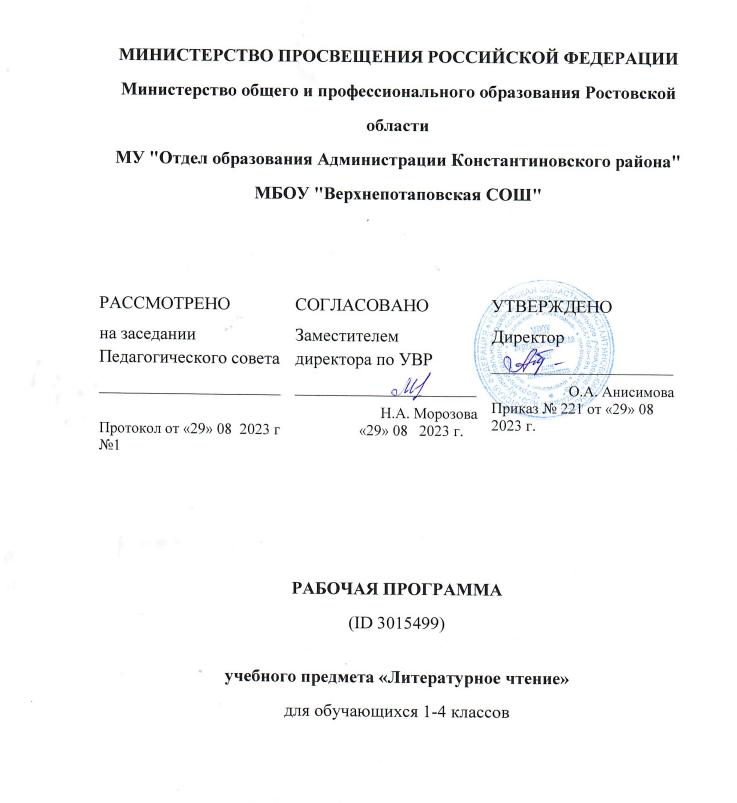 МИНИСТЕРСТВО ПРОСВЕЩЕНИЯ РОССИЙСКОЙ ФЕДЕРАЦИИ
Министерство общего и профессионального образования Ростовской
области
МУ "Отдел образования Администрации Константиновского района"
МБОУ "Верхнепотаповская СОШ"
РАССМОТРЕНО
на заседании
Педагогического совета
Протокол от «29» 08 2023 г
№1
СОГЛАСОВАНО
Заместителем
директора по УВР
Н.А. Морозова
«29» 08 2023 г.
УТВЕРЖДЕНО
Директор
О.А. Анисимова
Приказ № 221 от «29» 08
2023 г.
РАБОЧАЯ ПРОГРАММА
(ID 3015499)
учебного предмета «Литературное чтение»
для обучающихся 1-4 классов